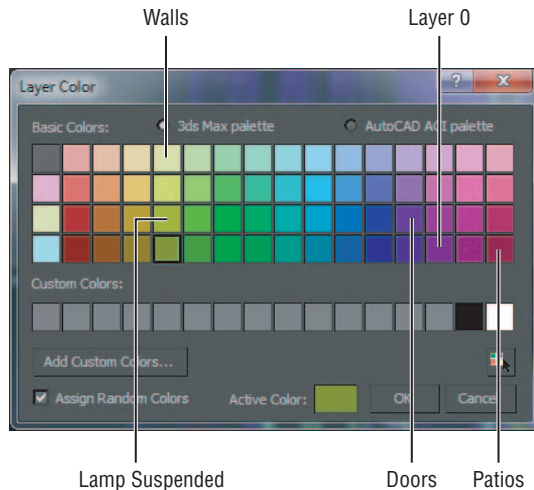 Walls
Layer 0
Layer Color
?
X
Basic Colors:
3ds Max palette
AutoCAD ACI palette
Custom Colors:
Add Custom Colors...
Assign Random Colors
Active Color:
OK
Cancel
Lamp Suspended
Doors
Patios